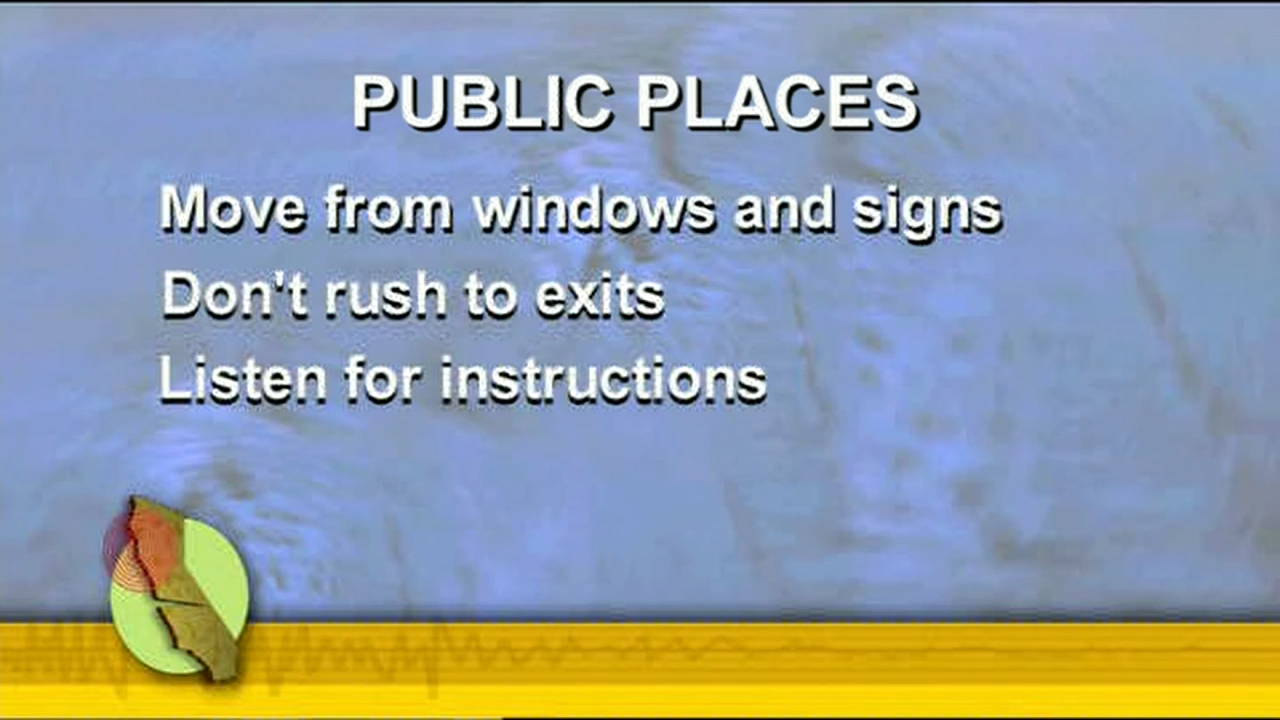 PUBLIC PLACES
Move from windows and signs
Don't rush to exits
Listen for instructions